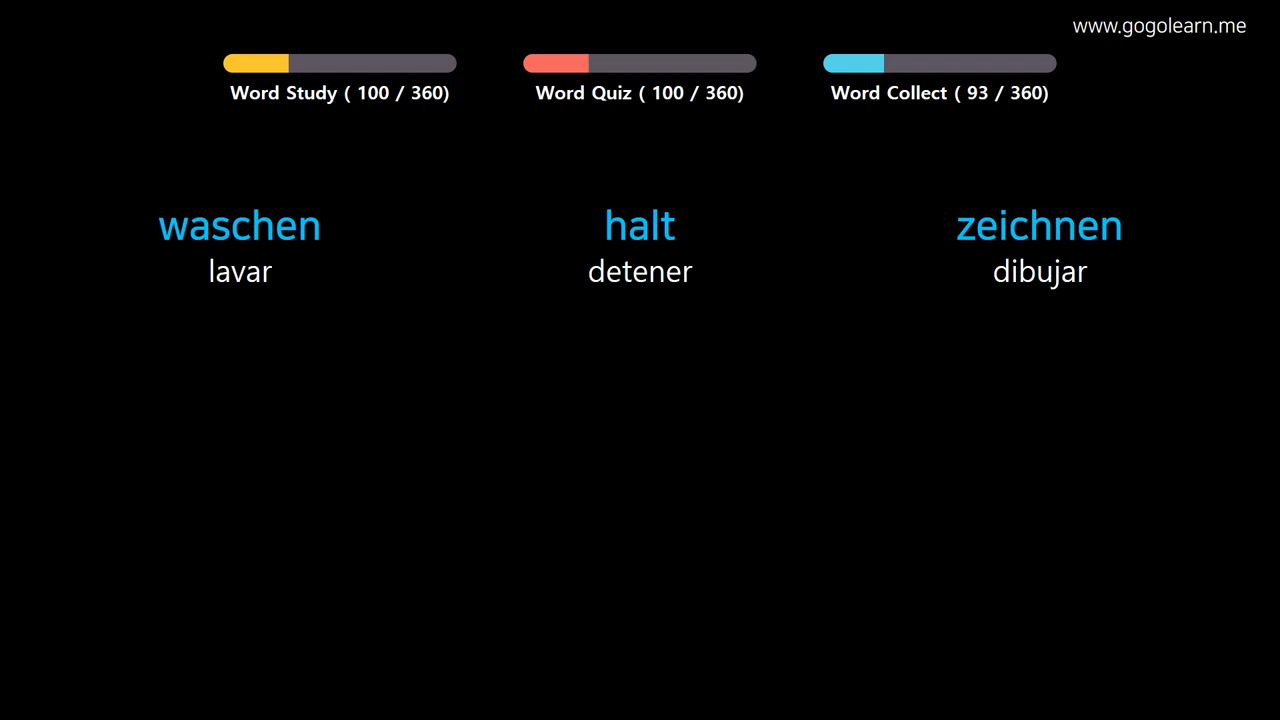 www.gogolearn.me
Word Study ( 100 / 360)
Word Quiz ( 100 / 360)
Word Collect ( 93 / 360)
waschen
lavar
halt
detener
zeichnen
dibujar